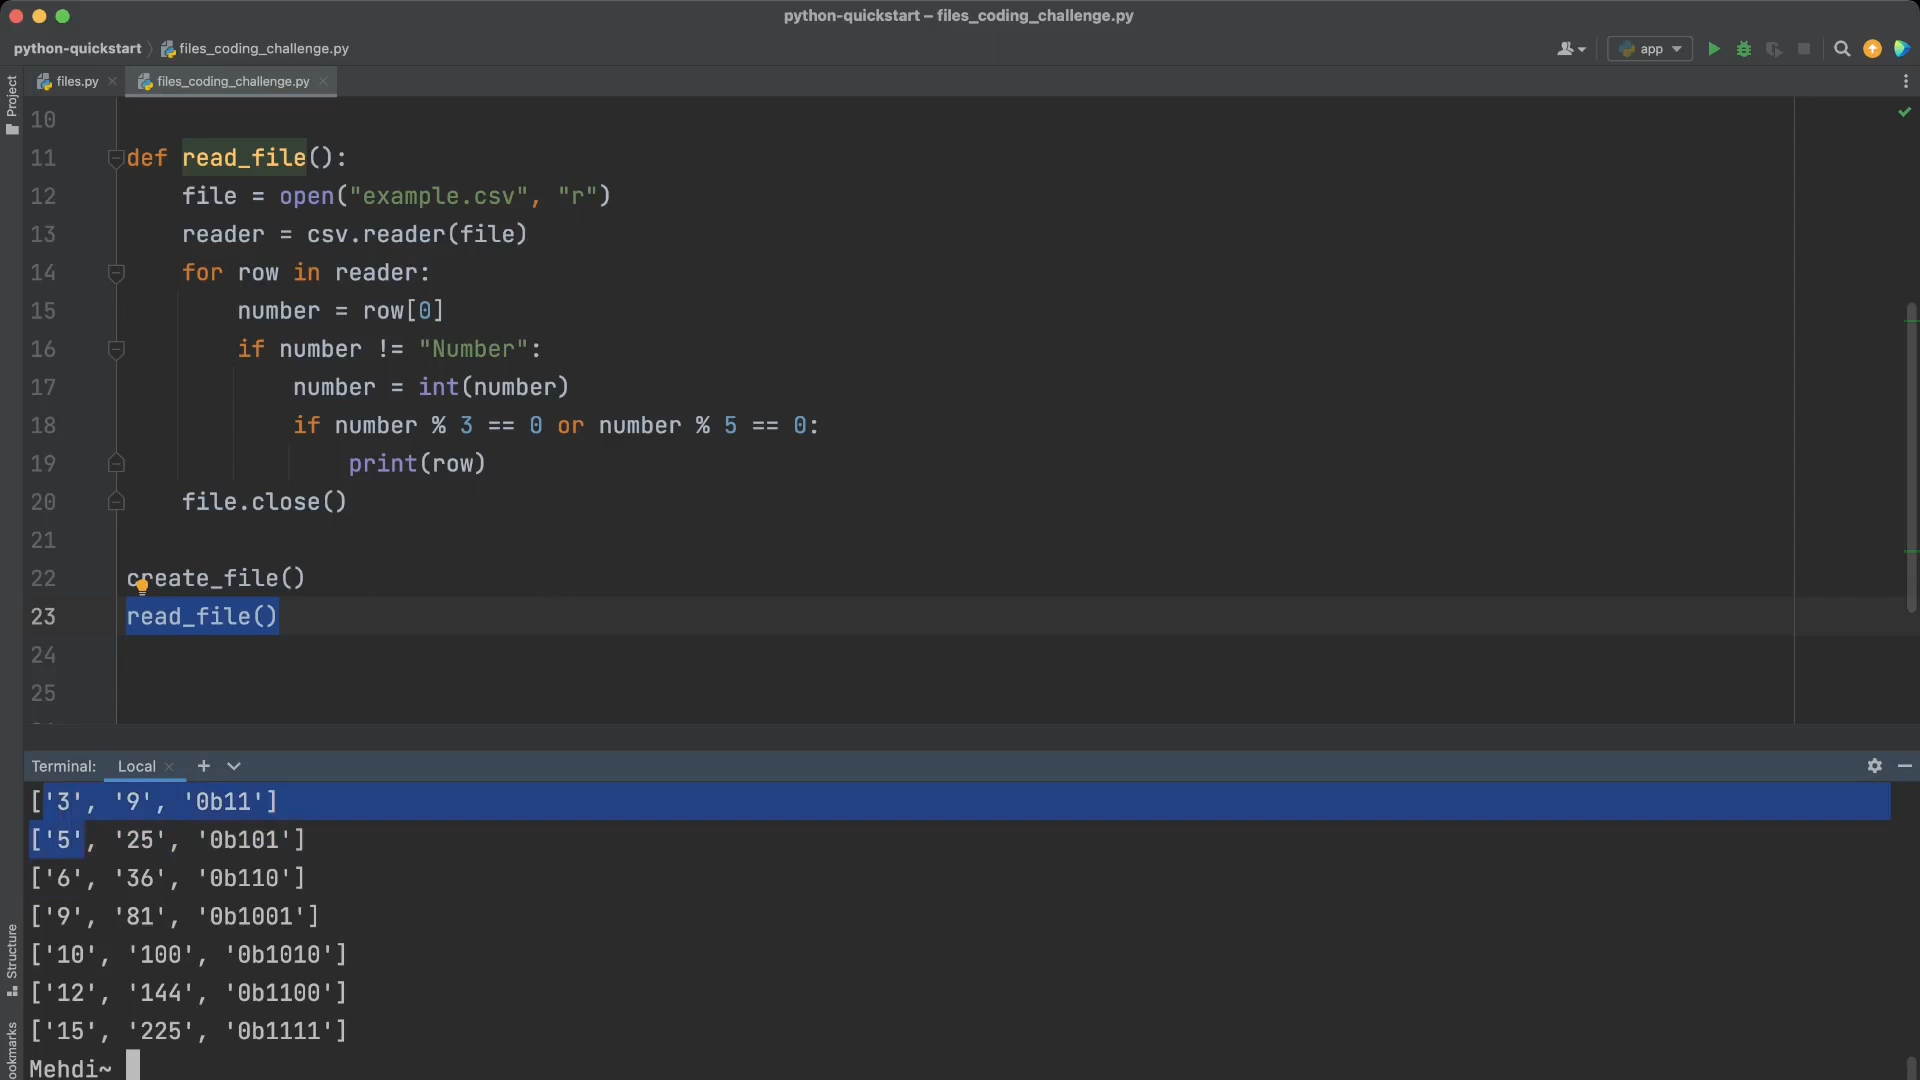 python-quickstart – files_coding_challenge.py
python-quickstart files_coding_challenge.py
app
files.py files_coding_challenge.py
Project
10
11 def read_file():
12 file = open("example.csv", "r")
13 reader = csv.reader(file)
14 for row in reader:
15 number = row[0]
16 if number != "Number":
17 number = int(number)
18 if number % 3 == 0 or number % 5 == 0:
19 print(row)
20 file.close()
21
22 create_file()
23 read_file()
24
25
Terminal: Local
['3', '9', '0b11']
['5', '25', '0b101']
['6', '36', '0b110']
['9', '81', '0b1001']
['10', '100', '0b1010']
['12', '144', '0b1100']
['15', '225', '0b1111']
Mehdi~
Structure
ookmarks